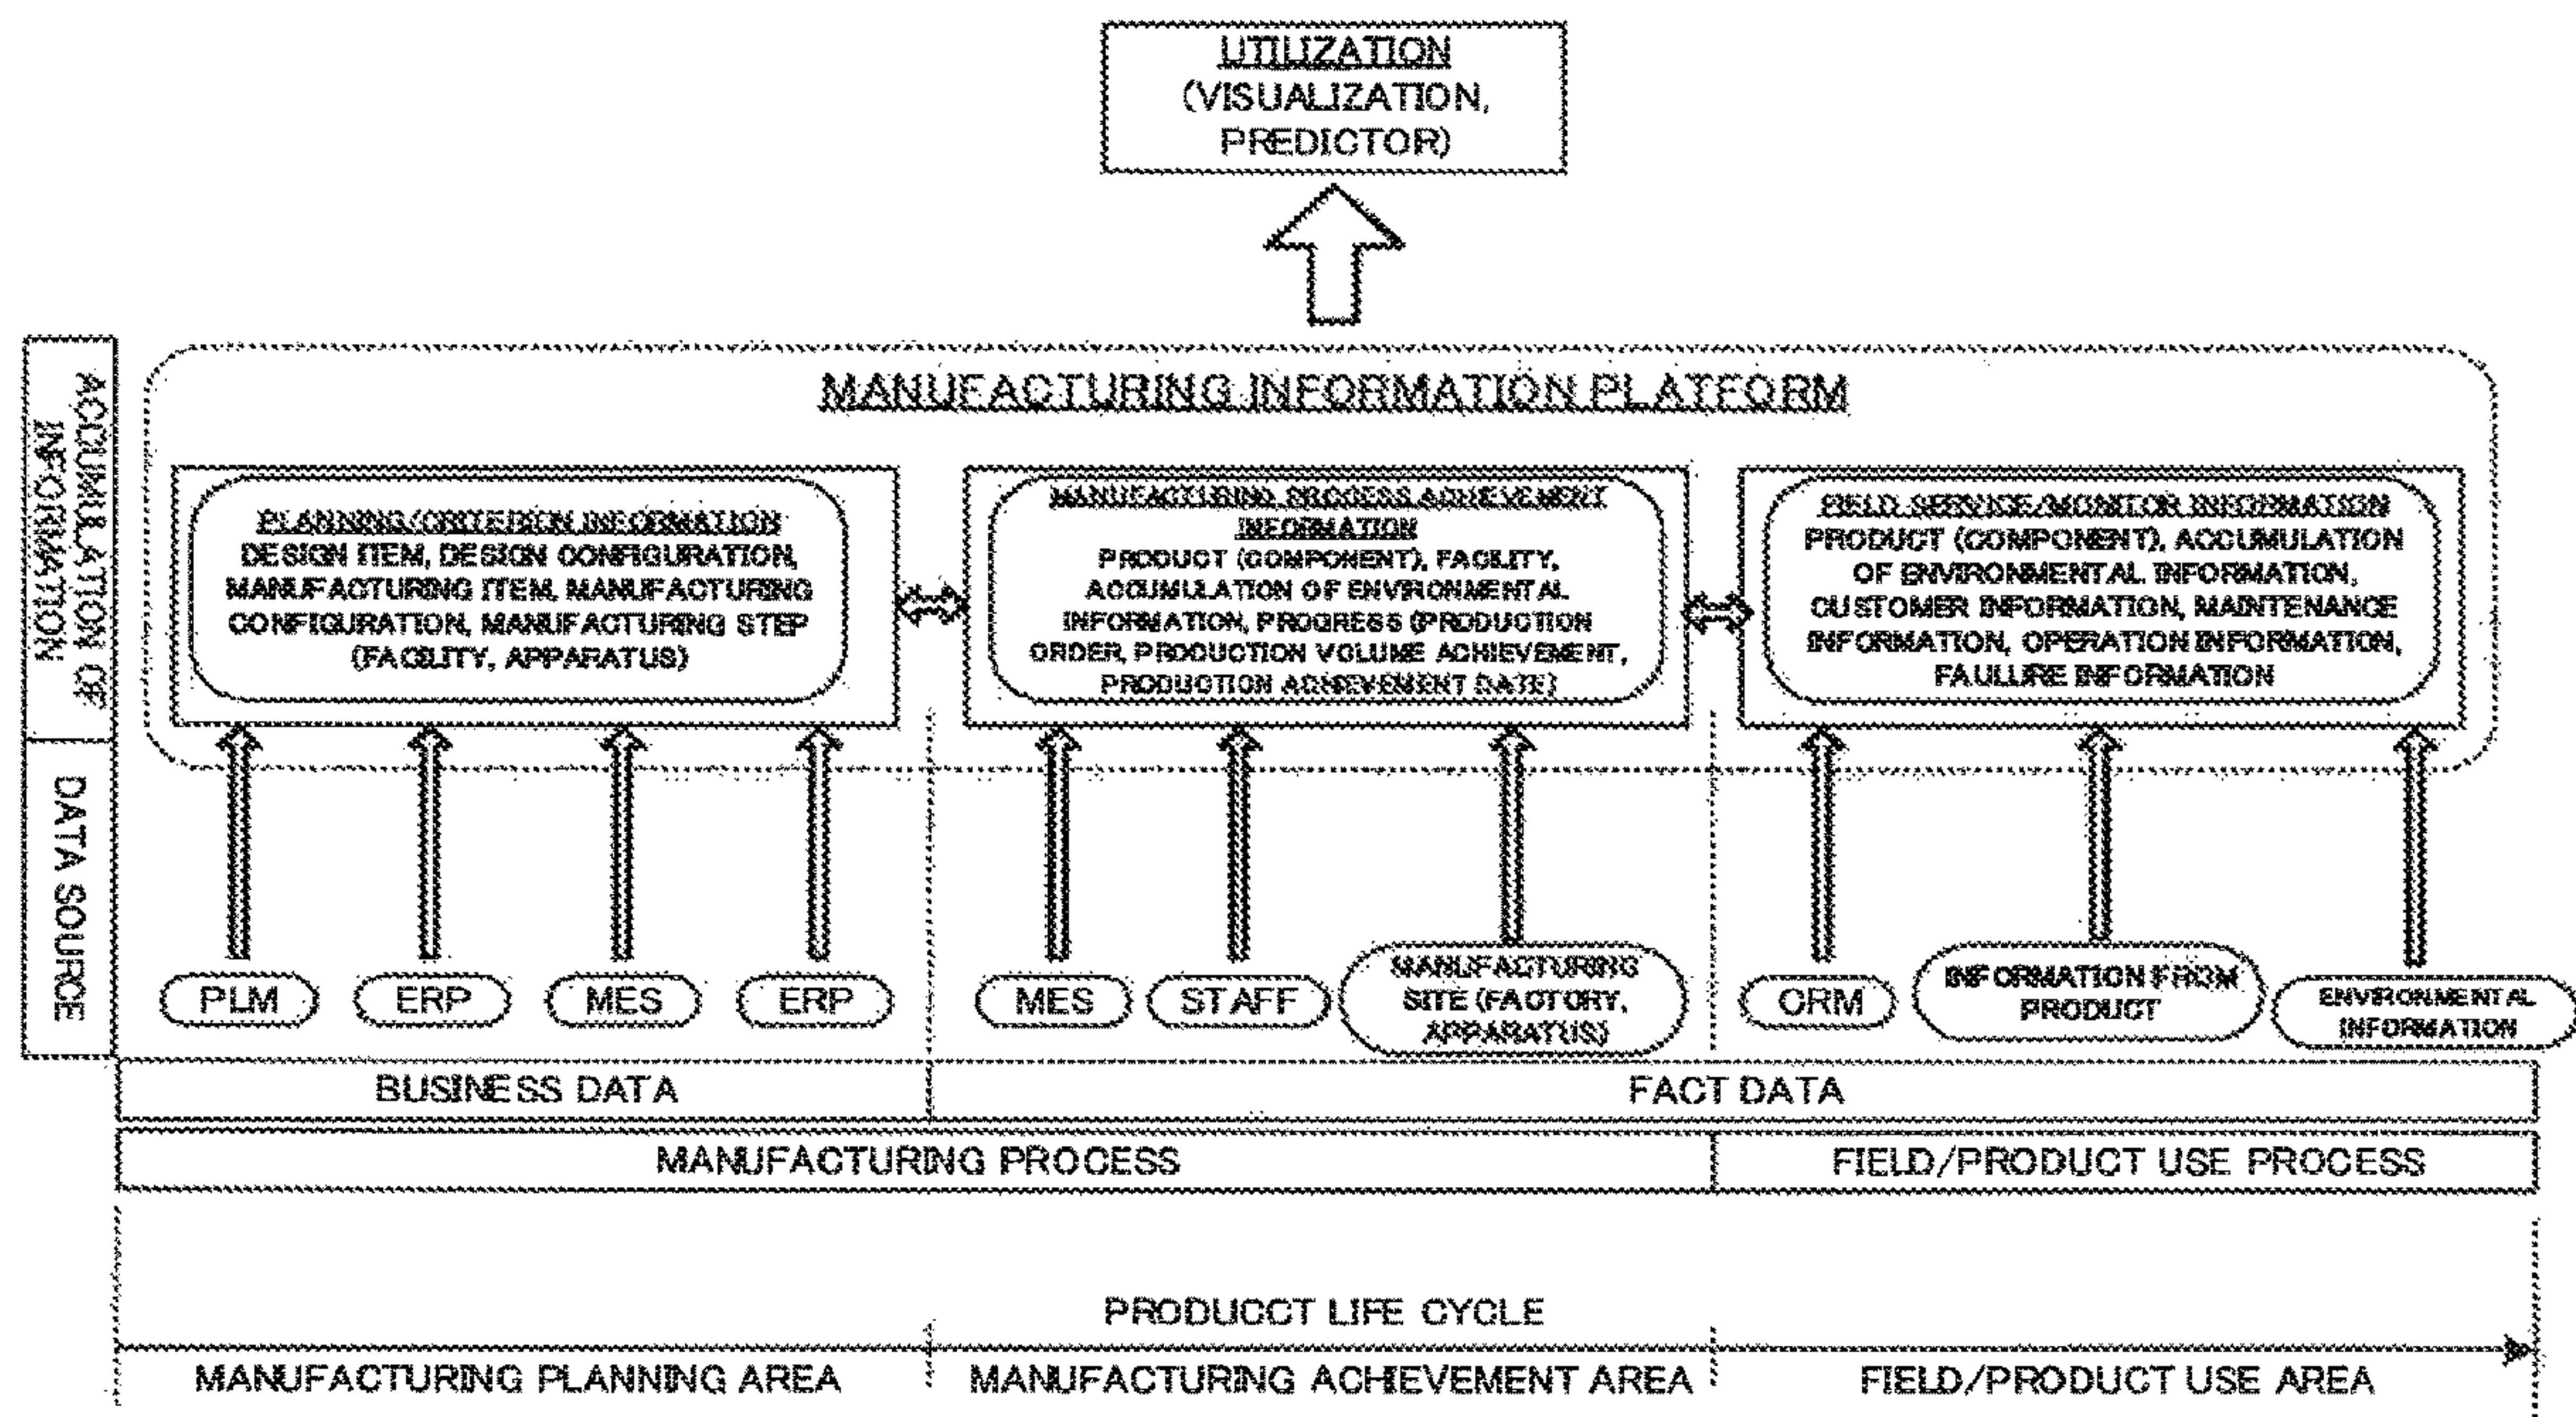 UTILIZATION
(VISUALIZATION,
PREDICTOR)
MANUFACTURING INFORMATION PLATFORM
ACCUMULATION OF
INFORMATION
PLANNING/CRITERION INFORMATION
DESIGN ITEM, DESIGN CONFIGURATION,
MANUFACTURING ITEM, MANUFACTURING
CONFIGURATION, MANUFACTURING STEP
(FACILITY, APPARATUS)
MANUFACTURING PROCESS ACHIEVEMENT
INFORMATION
PRODUCT (COMPONENT), FACILITY,
ACCUMULATION OF ENVIRONMENTAL
INFORMATION, PROGRESS (PRODUCTION
ORDER, PRODUCTION VOLUME ACHIEVEMENT,
PRODUCTION ACHIEVEMENT DATE)
FIELD SERVICE/MONITOR INFORMATION
PRODUCT (COMPONENT), ACCUMULATION
OF ENVIRONMENTAL INFORMATION,
CUSTOMER INFORMATION, MAINTENANCE
INFORMATION, OPERATION INFORMATION,
FAULURE INFORMATION
DATA SOURCE
PLM
ERP
MES
ERP
MES
STAFF
MANUFACTURING
SITE (FACTORY,
APPARATUS)
CRM
INFORMATION FROM
PRODUCT
ENVIRONMENTAL
INFORMATION
BUSINESS DATA
FACT DATA
MANUFACTURING PROCESS
FIELD/PRODUCT USE PROCESS
PRODUCCT LIFE CYCLE
MANUFACTURING PLANNING AREA
MANUFACTURING ACHIEVEMENT AREA
FIELD/PRODUCT USE AREA